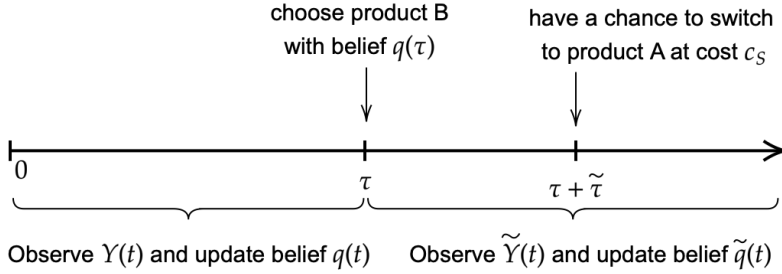 choose product B
with belief q(τ)
have a chance to switch
to product A at cost c_S
0
τ
τ + τ̃
Observe Y(t) and update belief q(t)
Observe Ỹ(t) and update belief q̃(t)